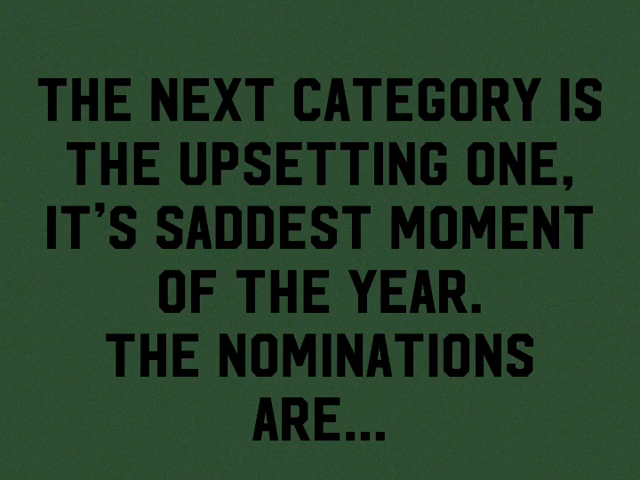 THE NEXT CATEGORY IS
THE UPSETTING ONE,
IT'S SADDEST MOMENT
OF THE YEAR.
THE NOMINATIONS
ARE...